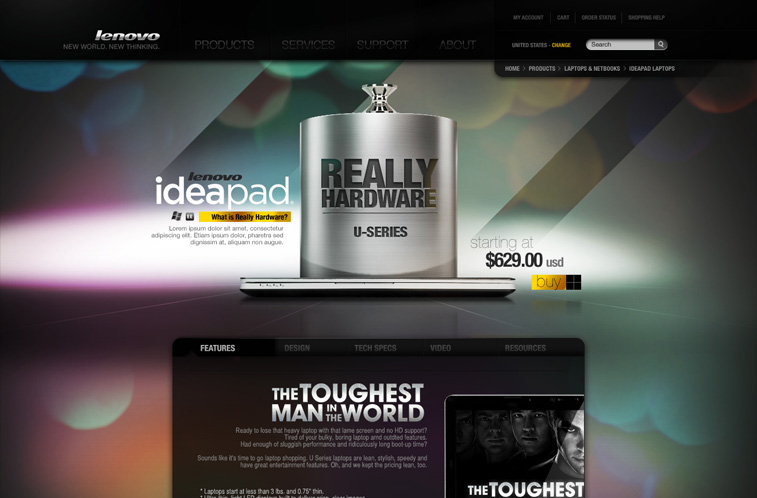 MY ACCOUNT
CART
ORDER STATUS
SHOPPING HELP
lenovo
NEW WORLD. NEW THINKING.
PRODUCTS
SERVICES
SUPPORT
ABOUT
UNITED STATES - CHANGE
Search
HOME > PRODUCTS > LAPTOPS & NETBOOKS > IDEAPAD LAPTOPS
lenovo
ideapad
What is Really Hardware?
Lorem ipsum dolor sit amet, consectetur
adipiscing elit. Etiam ipsum dolor, pharetra sed
dignissim at, aliquam non augue.
REALLY
HARDWARE
U-SERIES
starting at
$629.00 usd
buy
FEATURES
DESIGN
TECH SPECS
VIDEO
RESOURCES
THE TOUGHEST
MAN IN THE WORLD
Ready to lose that heavy laptop with that lame screen and no HD support?
Tired of your bulky, boring laptop and outdted features.
Had enough of sluggish performance and ridiculously long boot-up time?
Sounds like it's time to go laptop shopping. U Series Laptops are lean, stylish, speedy and
have great entertainment features. Oh, and we kept the pricing lean, too.
* Laptops start at less than 3 lbs. and 0.75" thin.
THE TOUGHEST